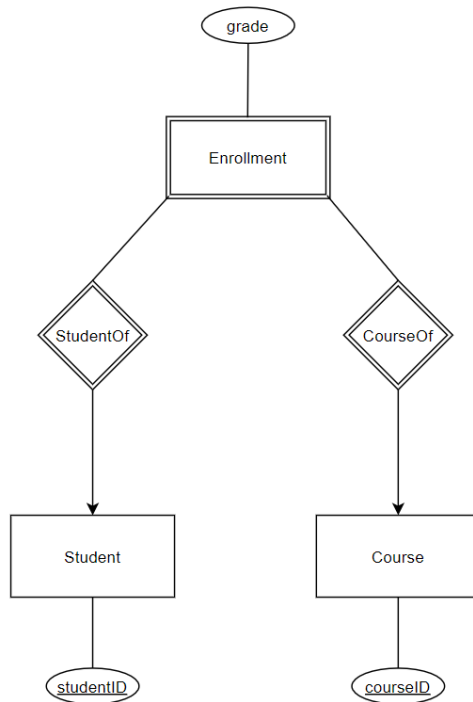 grade
Enrollment
StudentOf
CourseOf
Student
Course
studentID
courseID